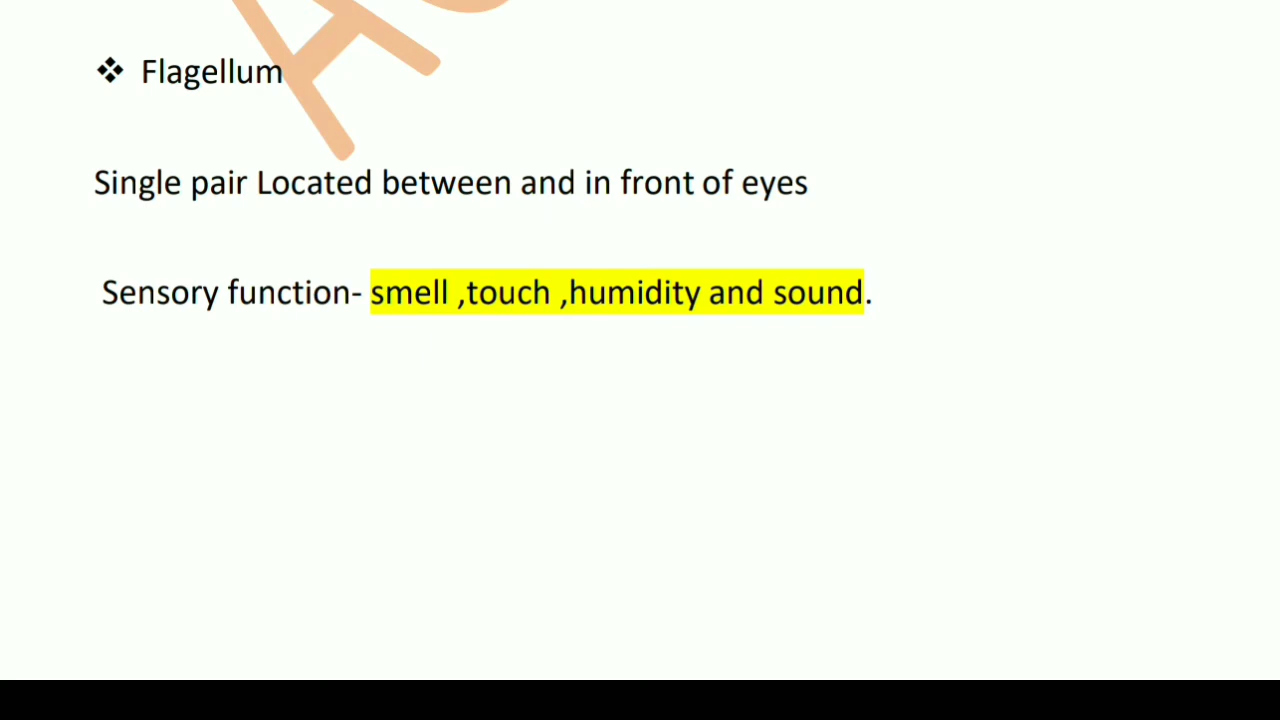 ❖ Flagellum
Single pair Located between and in front of eyes
Sensory function- smell ,touch ,humidity and sound.